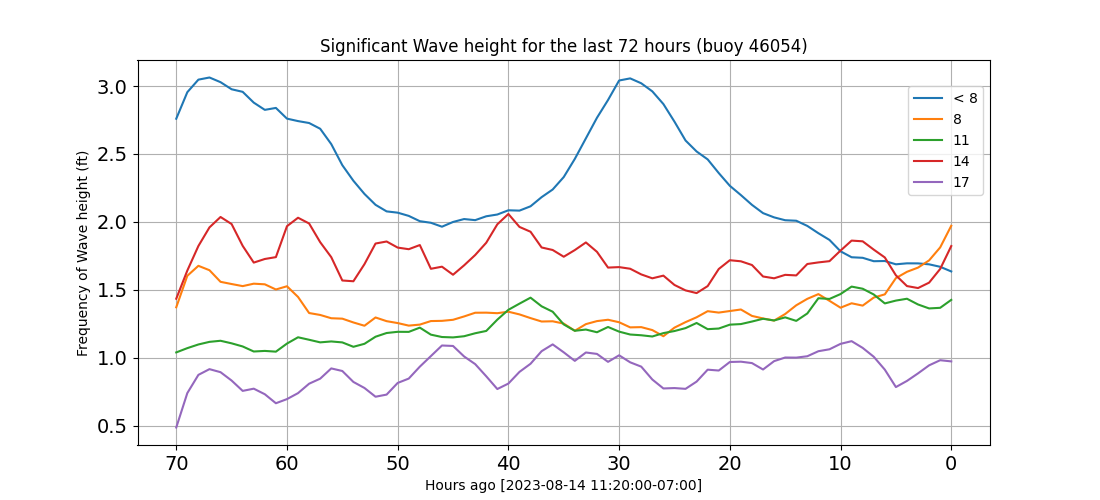 Significant Wave height for the last 72 hours (buoy 46054)
Frequency of Wave height (ft)
3.0
2.5
2.0
1.5
1.0
0.5
< 8
8
11
14
17
70 60 50 40 30 20 10 0
Hours ago [2023-08-14 11:20:00-07:00]